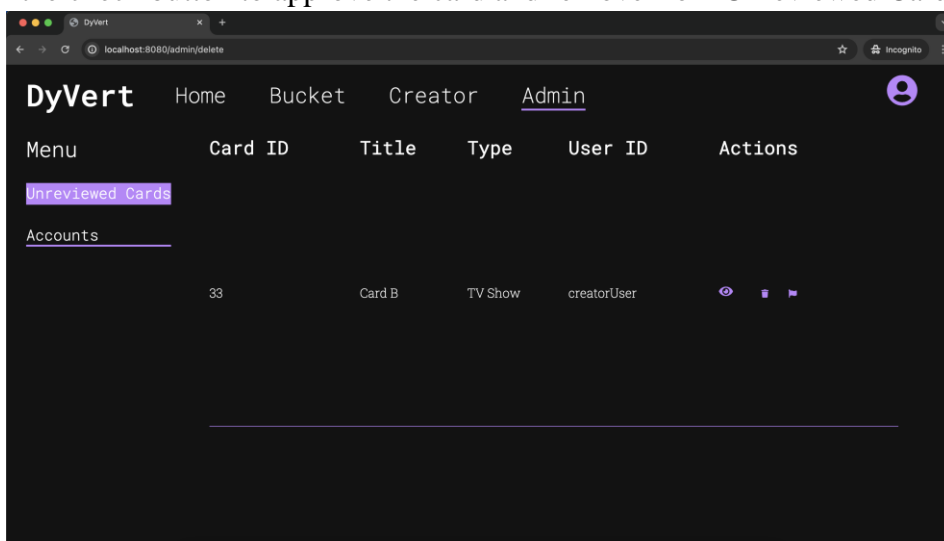 DyVert
localhost:8080/admin/delete
Incognito
DyVert Home Bucket Creator Admin
Menu Card ID Title Type User ID Actions
Unreviewed Cards
Accounts
33 Card B TV Show creatorUser